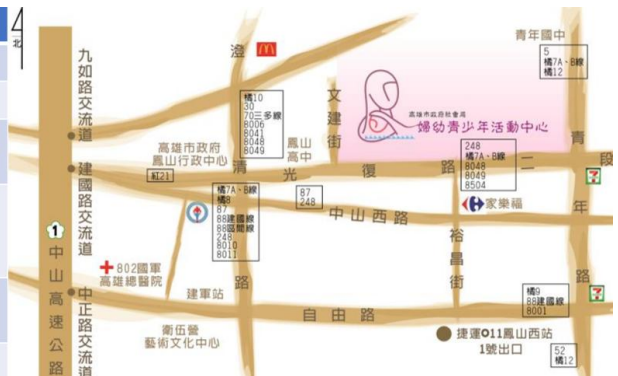 北
九如路交流道
建國路交流道
中正路交流道
1
中山高速公路
澄清路
橘10
30
70三多線
8006
8041
8048
8049
高雄市政府
鳳山行政中心
鳳山
高中
文建街
高雄市政府社會局
婦幼青少年活動中心
青年國中
5
橘7A、B線
橘12
青年路
光復路二段
紅21
橘7A、B線
橘8
87
88建國線
88區間線
248
8010
8011
87
248
中山西路
248
橘7A、B線
8048
8049
8504
家樂福
7
裕昌街
802國軍
高雄總醫院
建軍站
衛伍營
藝術文化中心
自由路
橘9
88建國線
8001
7
捷運O11鳳山西站
1號出口
52
橘12